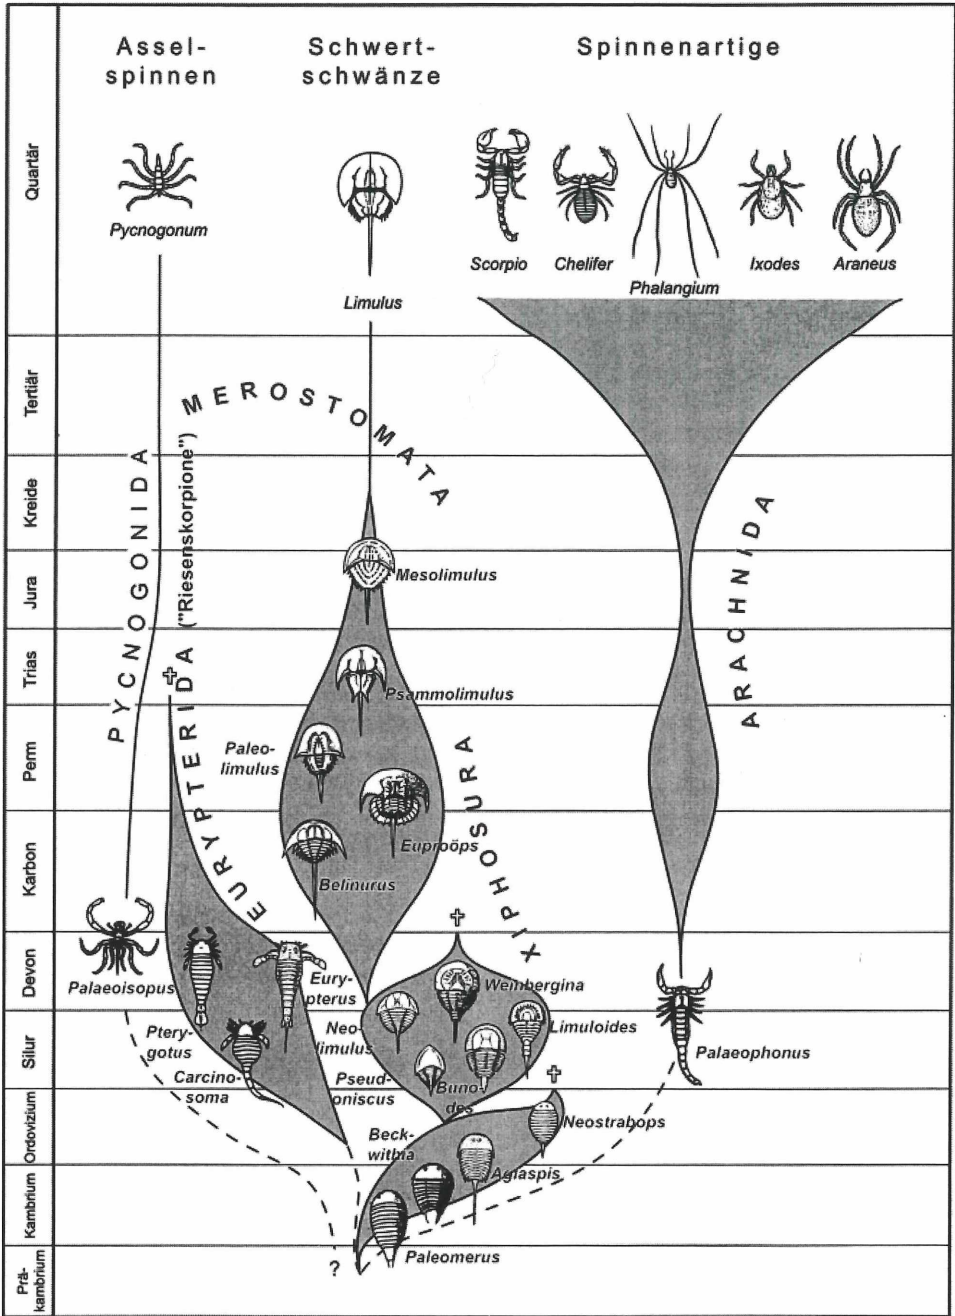 Assel-
spinnen
Schwert-
schwänze
Spinnenartige
Quartär
Pycnogonum
Limulus
Scorpio
Chelifer
Phalangium
Ixodes
Araneus
Tertiär
MEROSTOMATA
Kreide
PYCNOGONIDA
EURYPTERIDA ("Riesenskorpione")
ARACHNIDA
Jura
Mesolimulus
Trias
Psammolimulus
Perm
Paleo-
limulus
XIPHOSURA
Karbon
Euproöps
Belinurus
Devon
Palaeoisopus
Eury-
pterus
Weinbergina
Silur
Ptery-
gotus
Neo-
limulus
Limuloides
Palaeophonus
Carcino-
soma
Pseud-
oniscus
Buno-
des
Ordovizium
Neostrabops
Beck-
withia
Aglaspis
Kambrium
Paleomerus
?
Prä-
kambrium